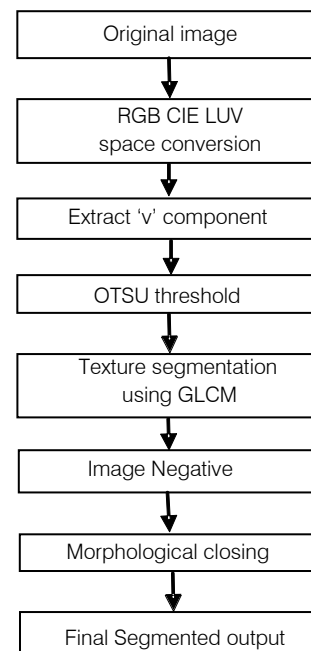 Original image
RGB CIE LUV
space conversion
Extract ‘v’ component
OTSU threshold
Texture segmentation
using GLCM
Image Negative
Morphological closing
Final Segmented output